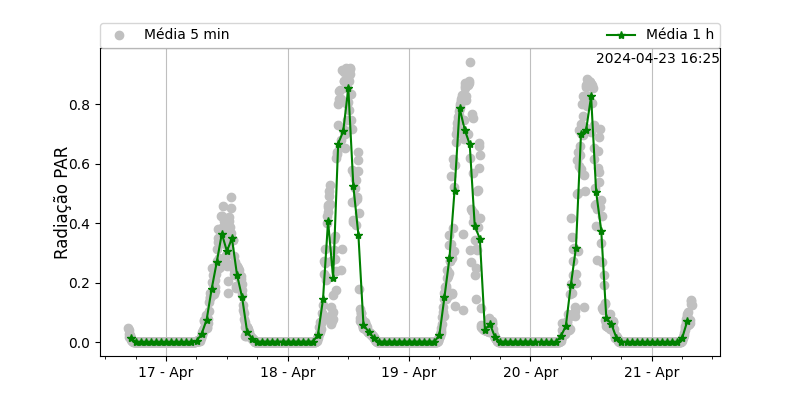 Média 5 min
Média 1 h
2024-04-23 16:25
Radiação PAR
0.8
0.6
0.4
0.2
0.0
17 - Apr
18 - Apr
19 - Apr
20 - Apr
21 - Apr